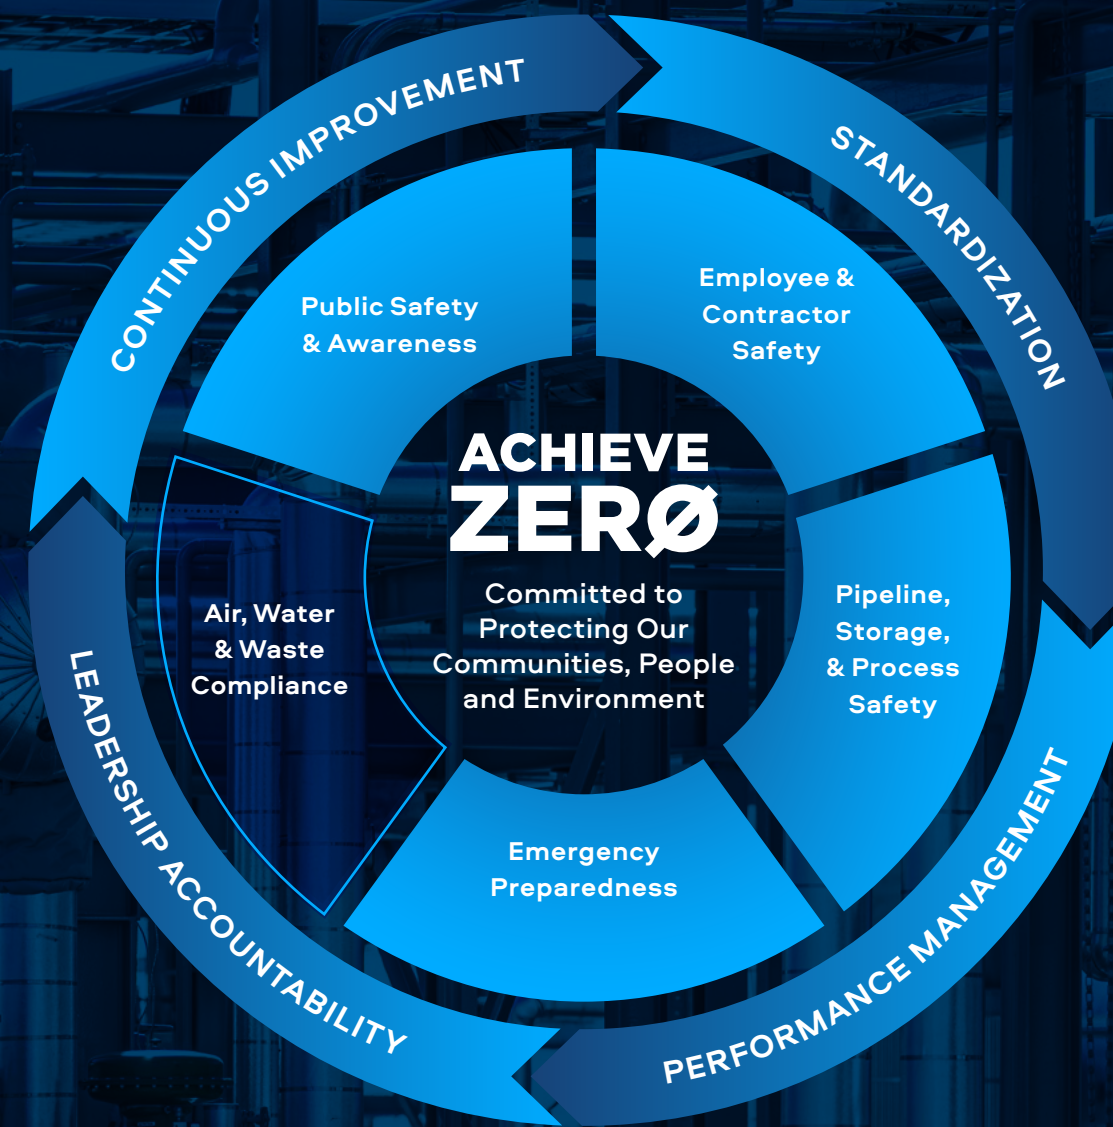 CONTINUOUS IMPROVEMENT
STANDARDIZATION
Public Safety
& Awareness
Employee &
Contractor
Safety
ACHIEVE
ZERØ
Committed to
Protecting Our
Communities, People
and Environment
Air, Water
& Waste
Compliance
Pipeline,
Storage,
& Process
Safety
Emergency
Preparedness
LEADERSHIP ACCOUNTABILITY
PERFORMANCE MANAGEMENT